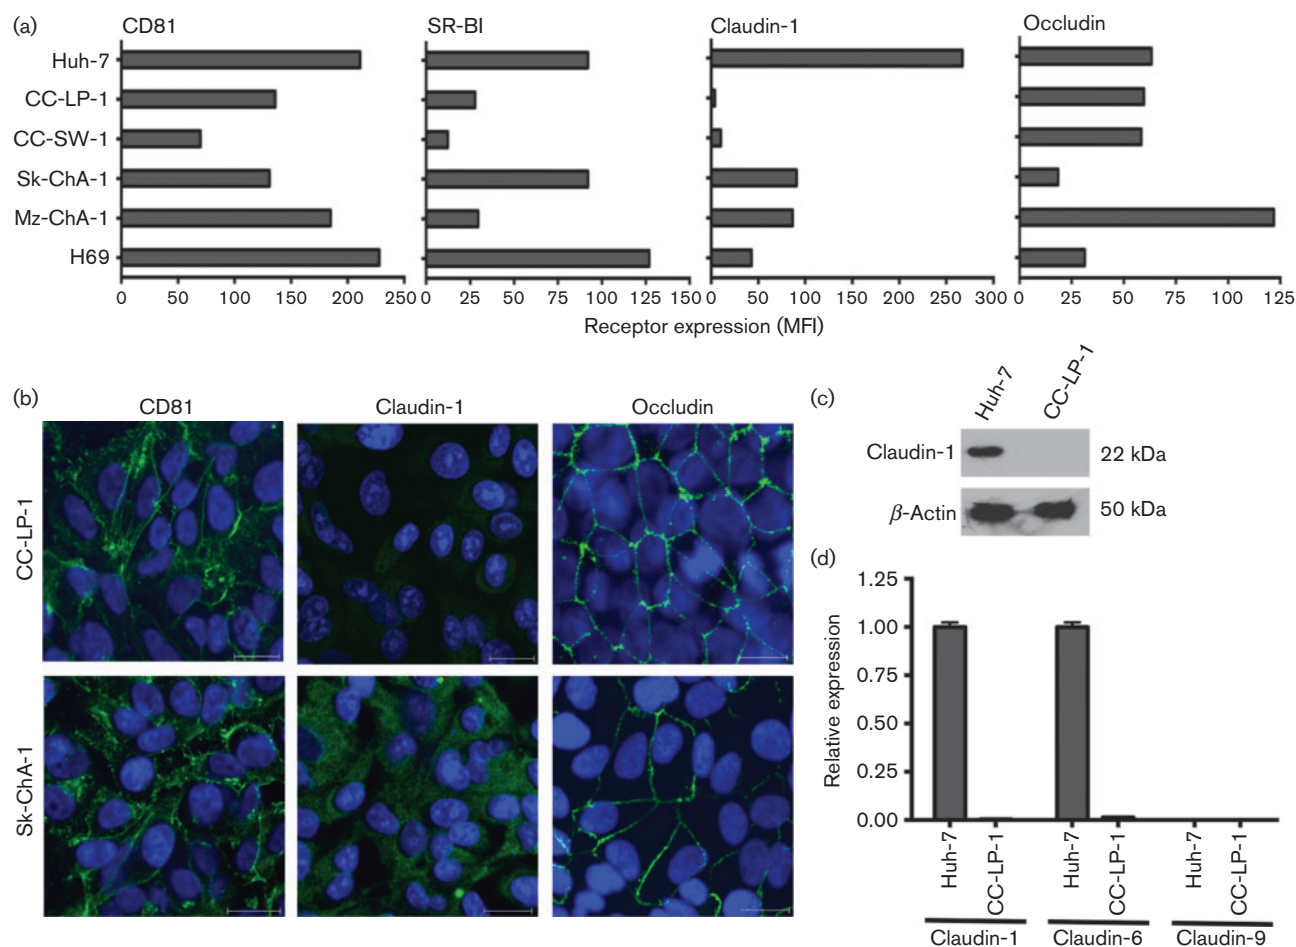 (a)
CD81
SR-BI
Claudin-1
Occludin
Huh-7
CC-LP-1
CC-SW-1
Sk-ChA-1
Mz-ChA-1
H69
0 50 100 150 200 250
0 25 50 75 100 125 150
0 50 100 150 200 250 300
0 25 50 75 100 125
Receptor expression (MFI)
(b)
CD81
Claudin-1
Occludin
CC-LP-1
Sk-ChA-1
(c)
Huh-7
CC-LP-1
Claudin-1
22 kDa
β-Actin
50 kDa
(d)
Relative expression
1.25
1.00
0.75
0.50
0.25
0.00
Huh-7
CC-LP-1
Huh-7
CC-LP-1
Huh-7
CC-LP-1
Claudin-1
Claudin-6
Claudin-9